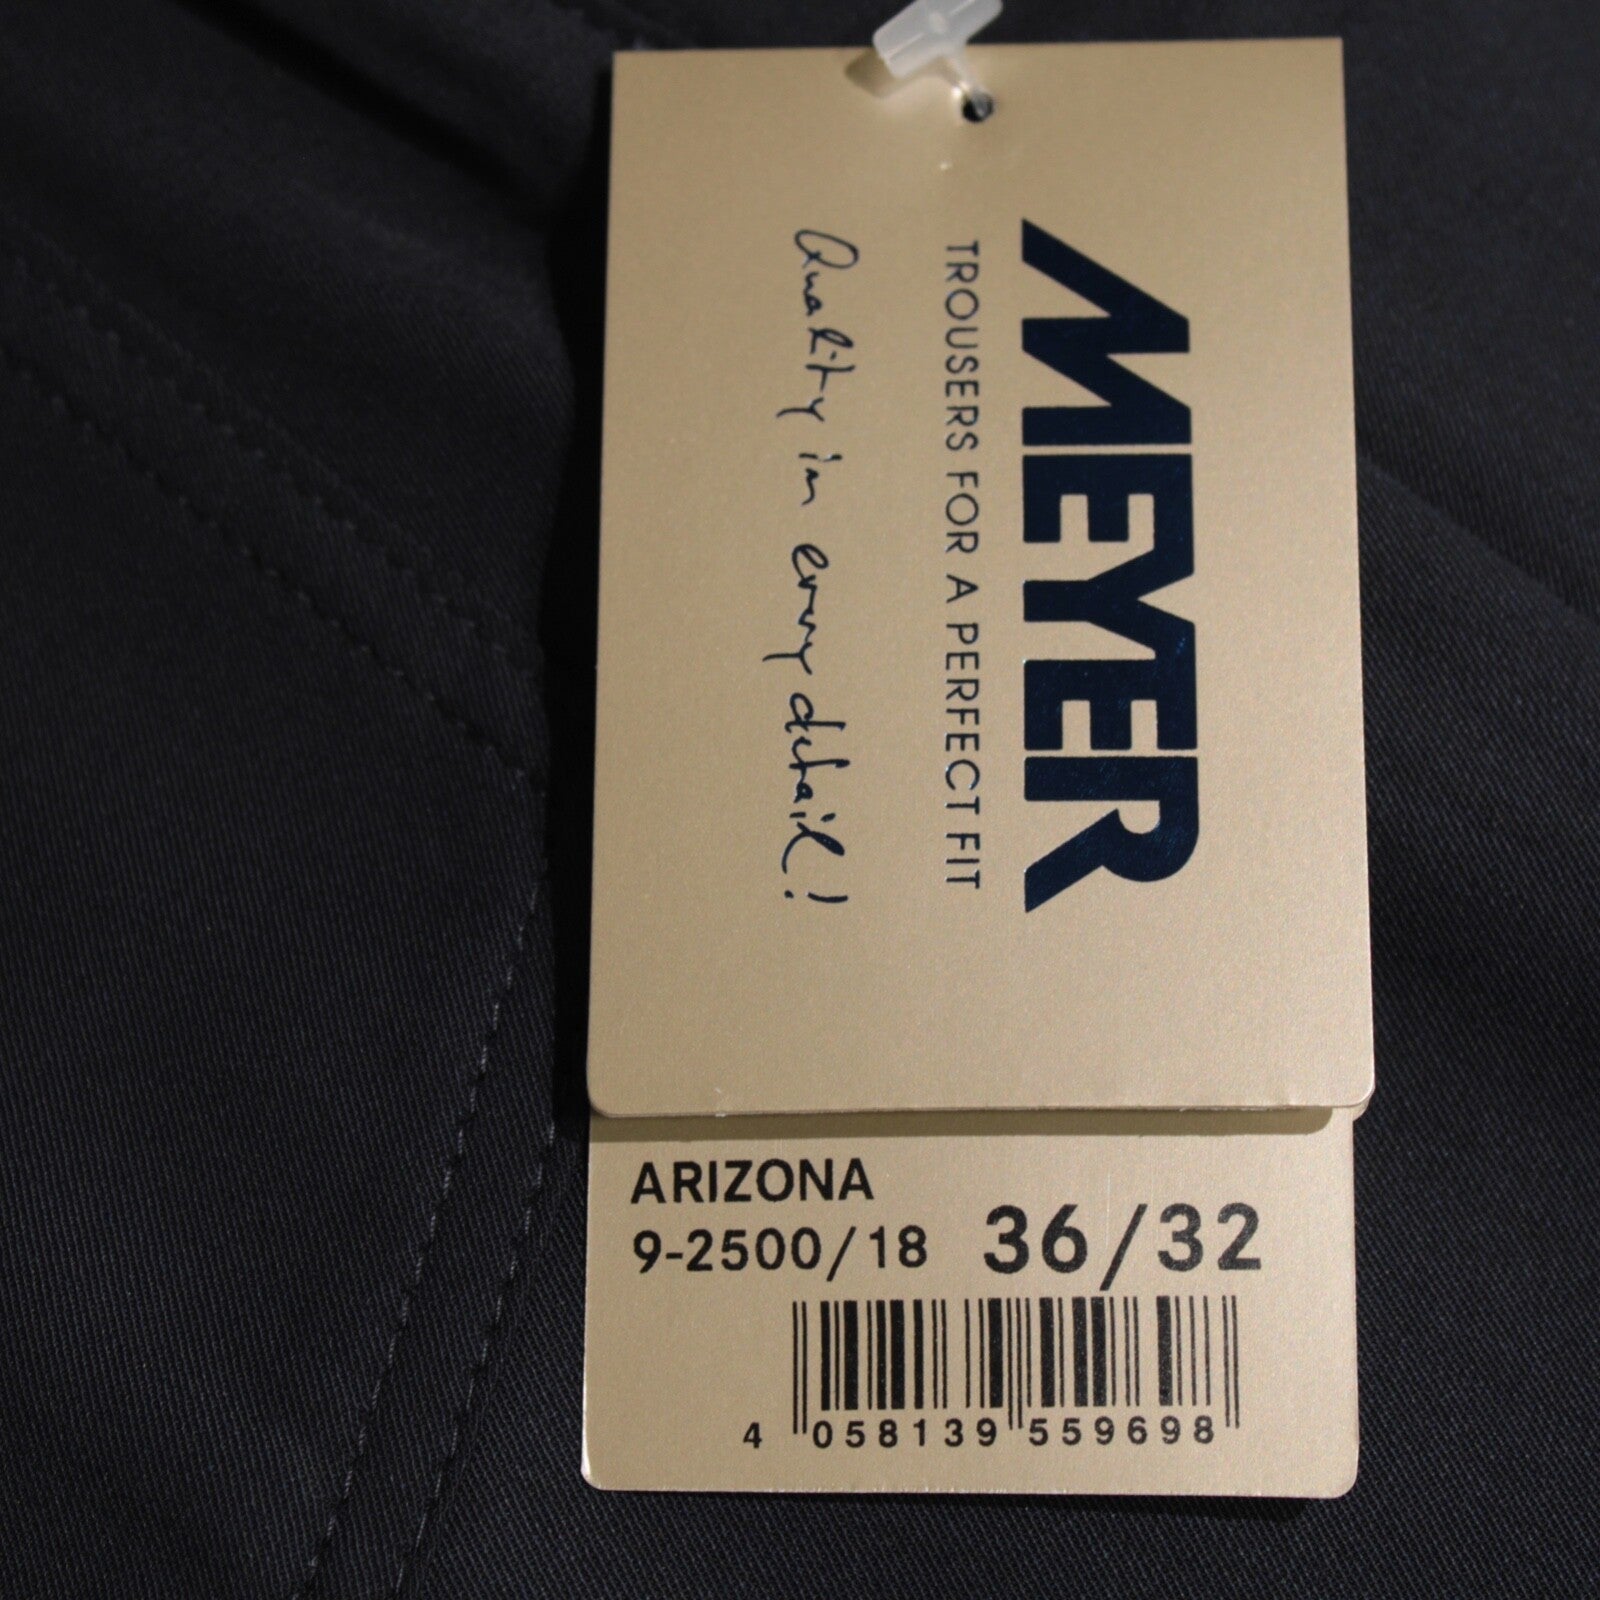 MEYER
TROUSERS FOR A PERFECT FIT
Quality in every detail!
ARIZONA
9-2500/18 36/32
4 058139 559698